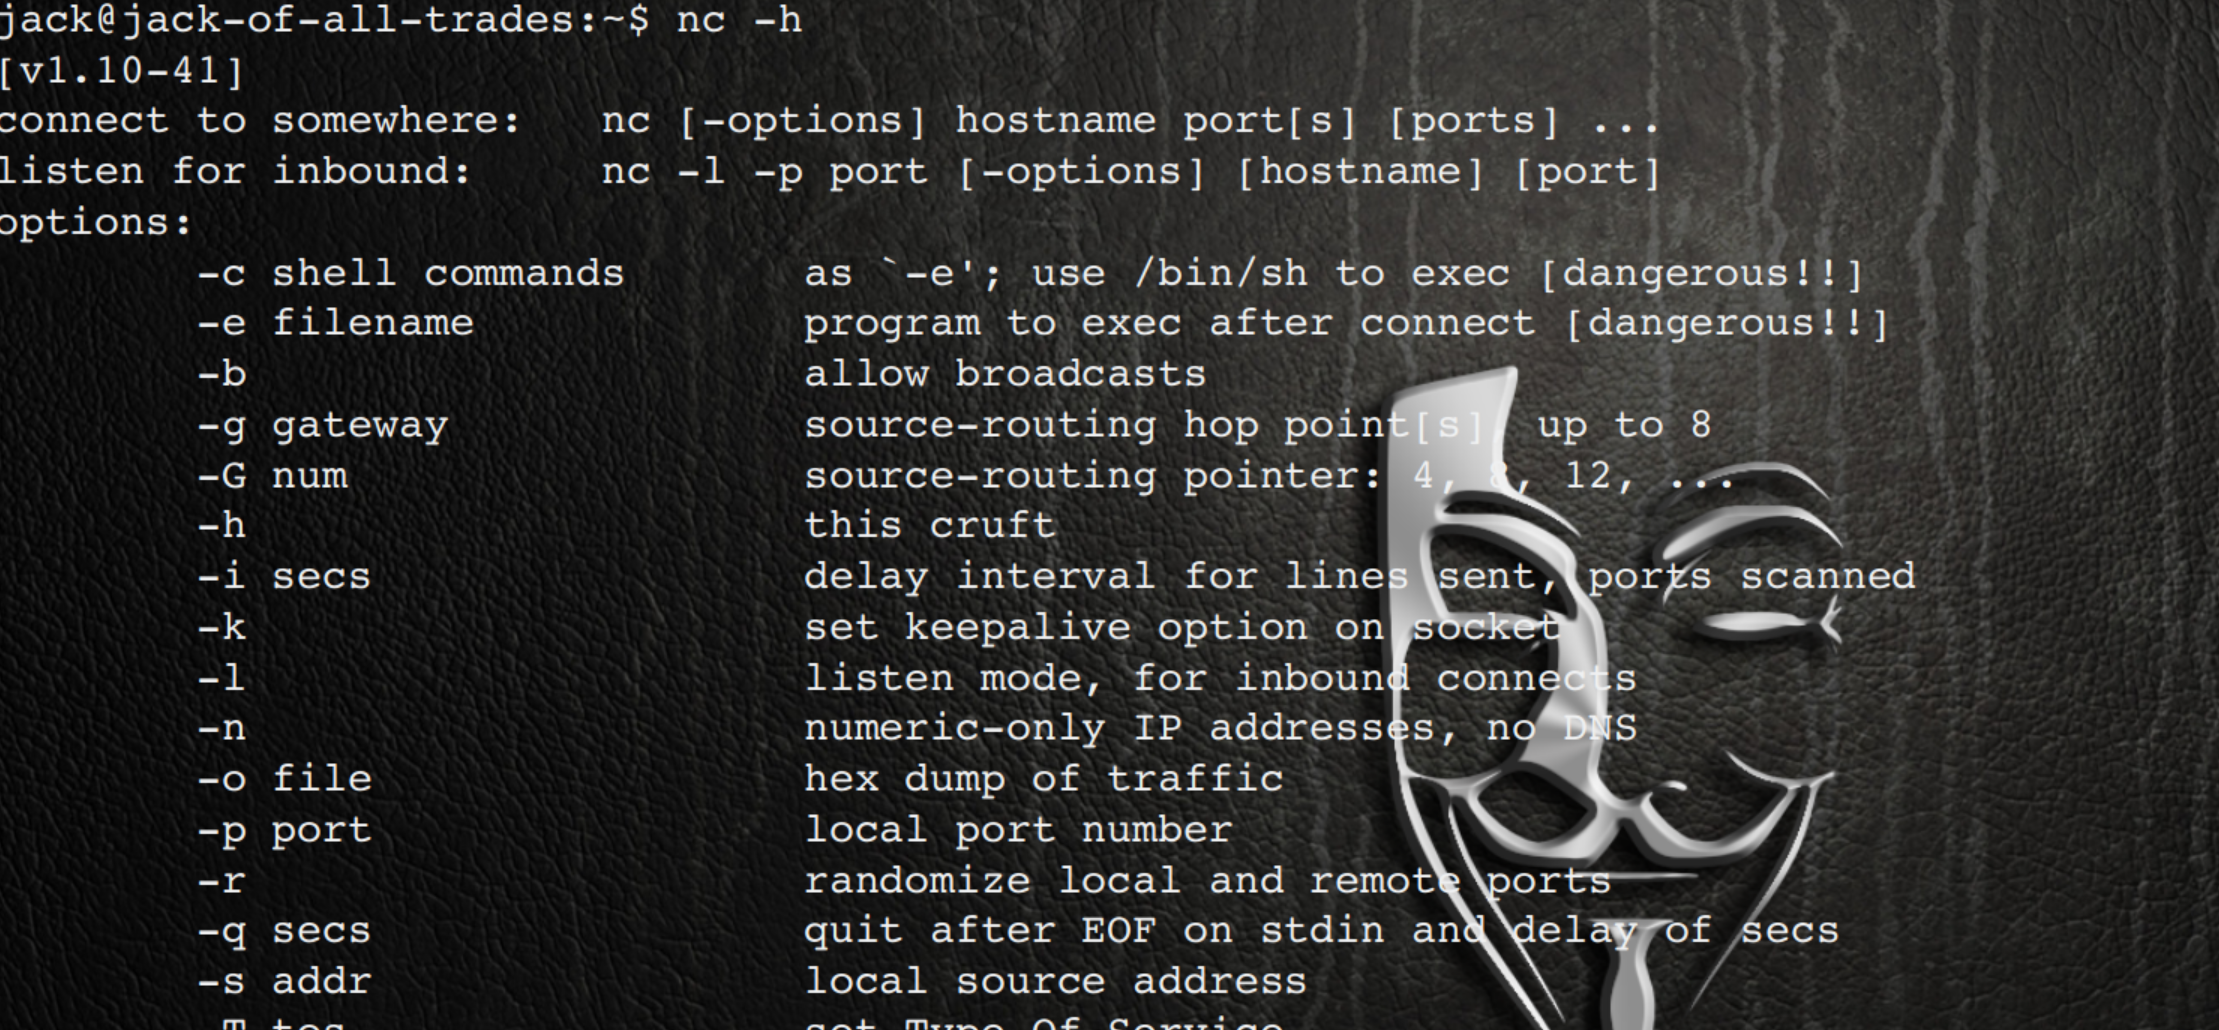 jack@jack-of-all-trades:~$ nc -h
[v1.10-41]
connect to somewhere:   nc [-options] hostname port[s] [ports] ...
listen for inbound:     nc -l -p port [-options] [hostname] [port]
options:
        -c shell commands       as `-e'; use /bin/sh to exec [dangerous!!]
        -e filename             program to exec after connect [dangerous!!]
        -b                      allow broadcasts
        -g gateway              source-routing hop point[s], up to 8
        -G num                  source-routing pointer: 4, 8, 12, ...
        -h                      this cruft
        -i secs                 delay interval for lines sent, ports scanned
        -k                      set keepalive option on socket
        -l                      listen mode, for inbound connects
        -n                      numeric-only IP addresses, no DNS
        -o file                 hex dump of traffic
        -p port                 local port number
        -r                      randomize local and remote ports
        -q secs                 quit after EOF on stdin and delay of secs
        -s addr                 local source address
        -T tos                  set Type Of Service